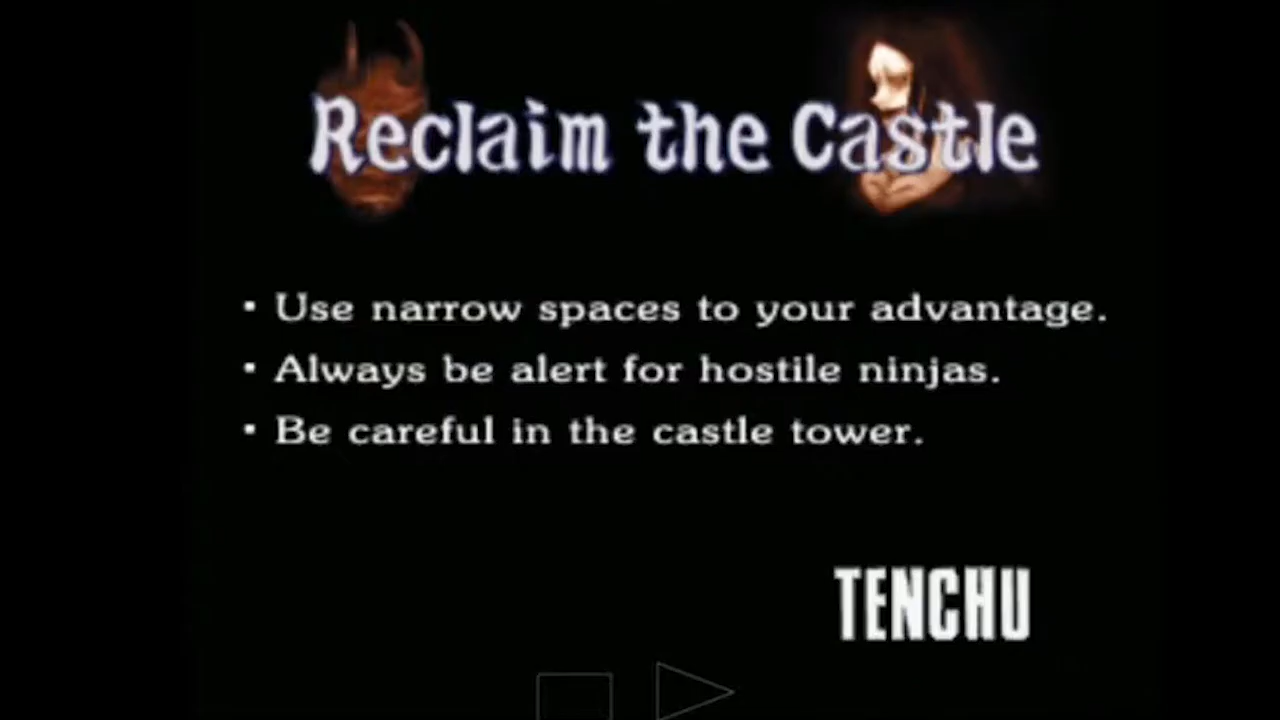 Reclaim the Castle
• Use narrow spaces to your advantage.
• Always be alert for hostile ninjas.
• Be careful in the castle tower.
TENCHU